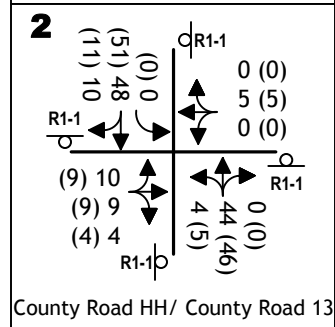 2
(11) 10
(51) 48
(0) 0
R1-1
0 (0)
5 (5)
0 (0)
R1-1
R1-1
(9) 10
(9) 9
(4) 4
4 (5)
44 (46)
0 (0)
R1-1
County Road HH/ County Road 13